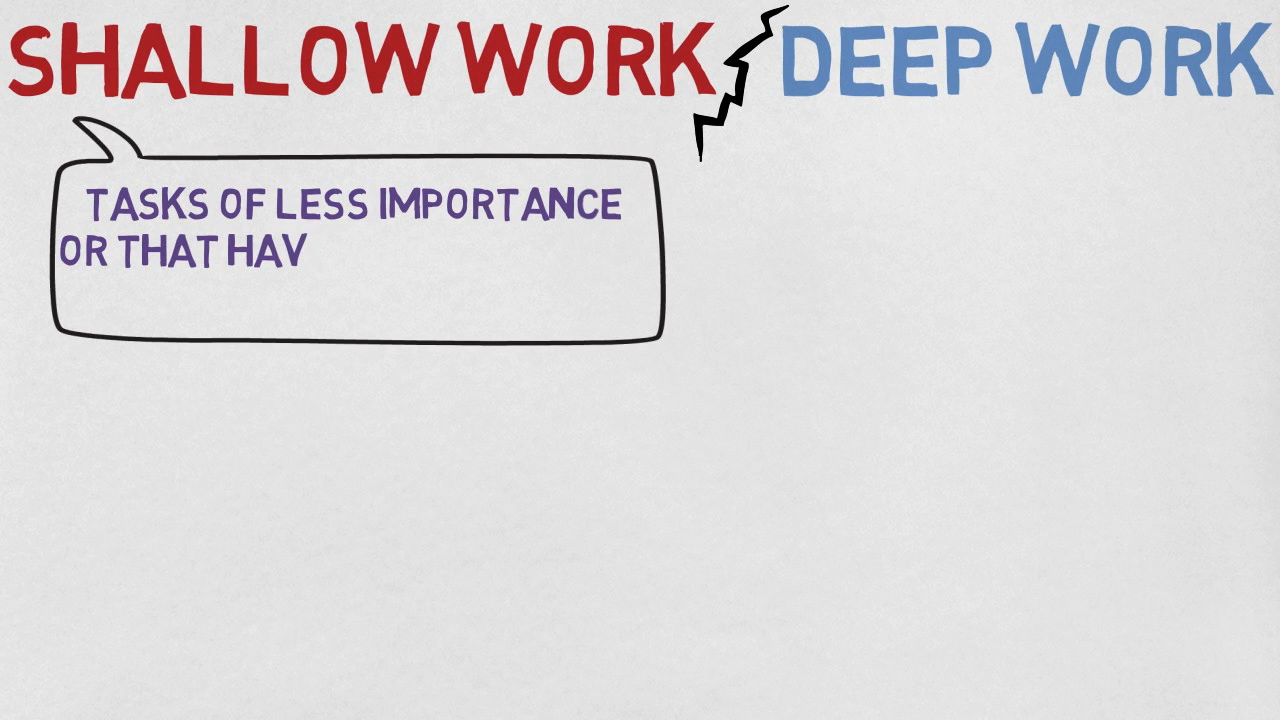 SHALLOW WORK DEEP WORK
TASKS OF LESS IMPORTANCE
OR THAT HAV